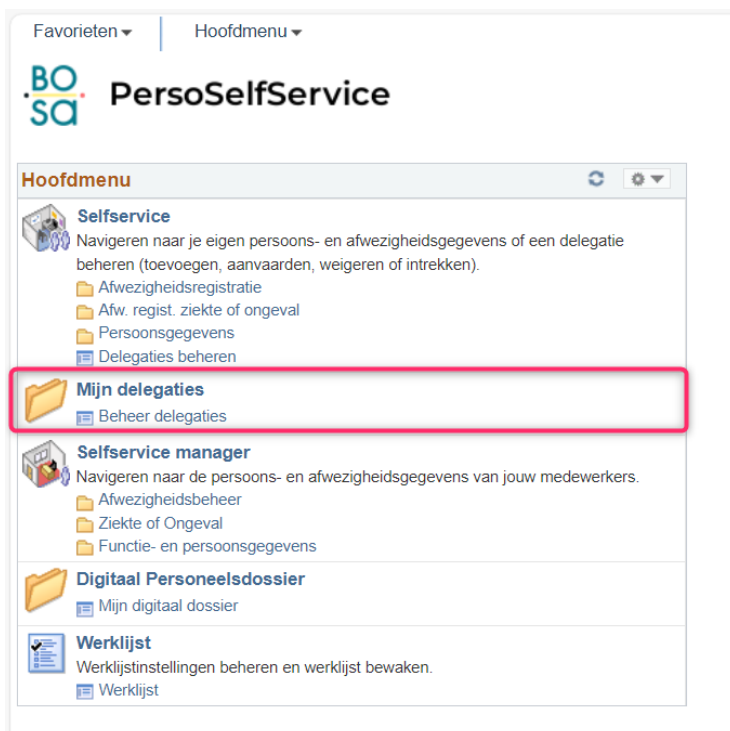 Favorieten
Hoofdmenu
BO
SA
PersoSelfService
Hoofdmenu
Selfservice
Navigeren naar je eigen persoons- en afwezigheidsgegevens of een delegatie
beheren (toevoegen, aanvaarden, weigeren of intrekken).
Afwezigheidsregistratie
Afw. regist. ziekte of ongeval
Persoonsgegevens
Delegaties beheren
Mijn delegaties
Beheer delegaties
Selfservice manager
Navigeren naar de persoons- en afwezigheidsgegevens van jouw medewerkers.
Afwezigheidsbeheer
Ziekte of Ongeval
Functie- en persoonsgegevens
Digitaal Personeelsdossier
Mijn digitaal dossier
Werklijst
Werklijstinstellingen beheren en werklijst bewaken.
Werklijst